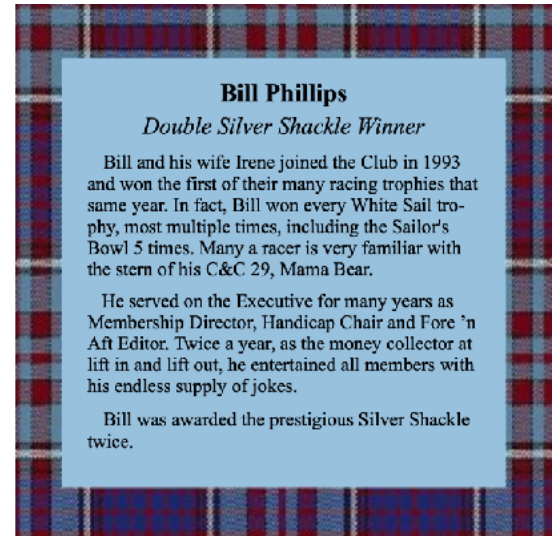 Bill Phillips
Double Silver Shackle Winner
Bill and his wife Irene joined the Club in 1993
and won the first of their many racing trophies that
same year. In fact, Bill won every White Sail tro-
phy, most multiple times, including the Sailor's
Bowl 5 times. Many a racer is very familiar with
the stern of his C&C 29, Mama Bear.
He served on the Executive for many years as
Membership Director, Handicap Chair and Fore ’n
Aft Editor. Twice a year, as the money collector at
lift in and lift out, he entertained all members with
his endless supply of jokes.
Bill was awarded the prestigious Silver Shackle
twice.